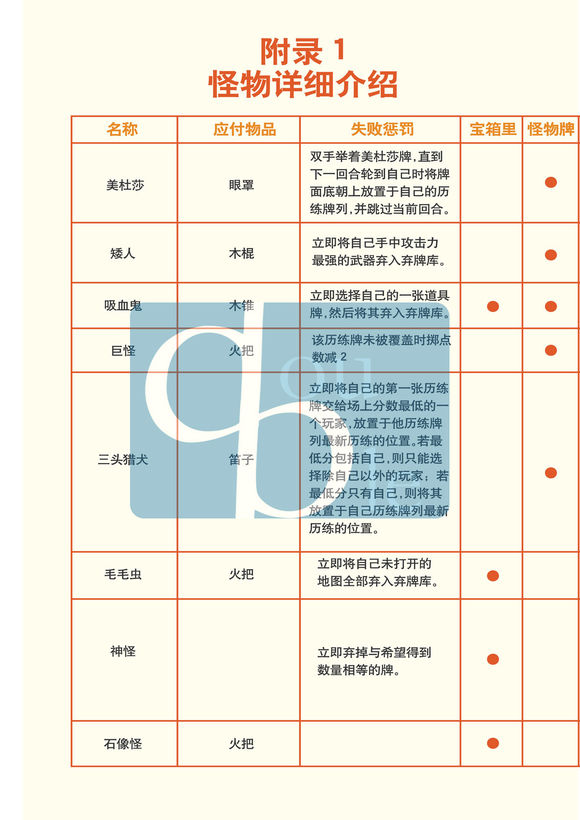 附录 1
怪物详细介绍
名称 应付物品 失败惩罚 宝箱里 怪物牌
美杜莎 眼罩
双手举着美杜莎牌,直到
下一回合轮到自己时将牌
面底朝上放置于自己的历
练牌列,并跳过当前回合。
矮人 木棍
立即将自己手中攻击力
最强的武器弃入弃牌库。
吸血鬼 木锥
立即选择自己的一张道具
牌,然后将其弃入弃牌库。
巨怪 火把
该历练牌未被覆盖时掷点
数减 2
三头猎犬 笛子
立即将自己的第一张历练
牌交给场上分数最低的一
个玩家,放置于他历练牌
列最新历练的位置。若最
低分包括自己,则只能选
择除自己以外的玩家；若
最低分只有自己,则将其
放置于自己历练牌列最新
历练的位置。
毛毛虫 火把
立即将自己未打开的
地图全部弃入弃牌库。
神怪
立即弃掉与希望得到
数量相等的牌。
石像怪 火把
ou